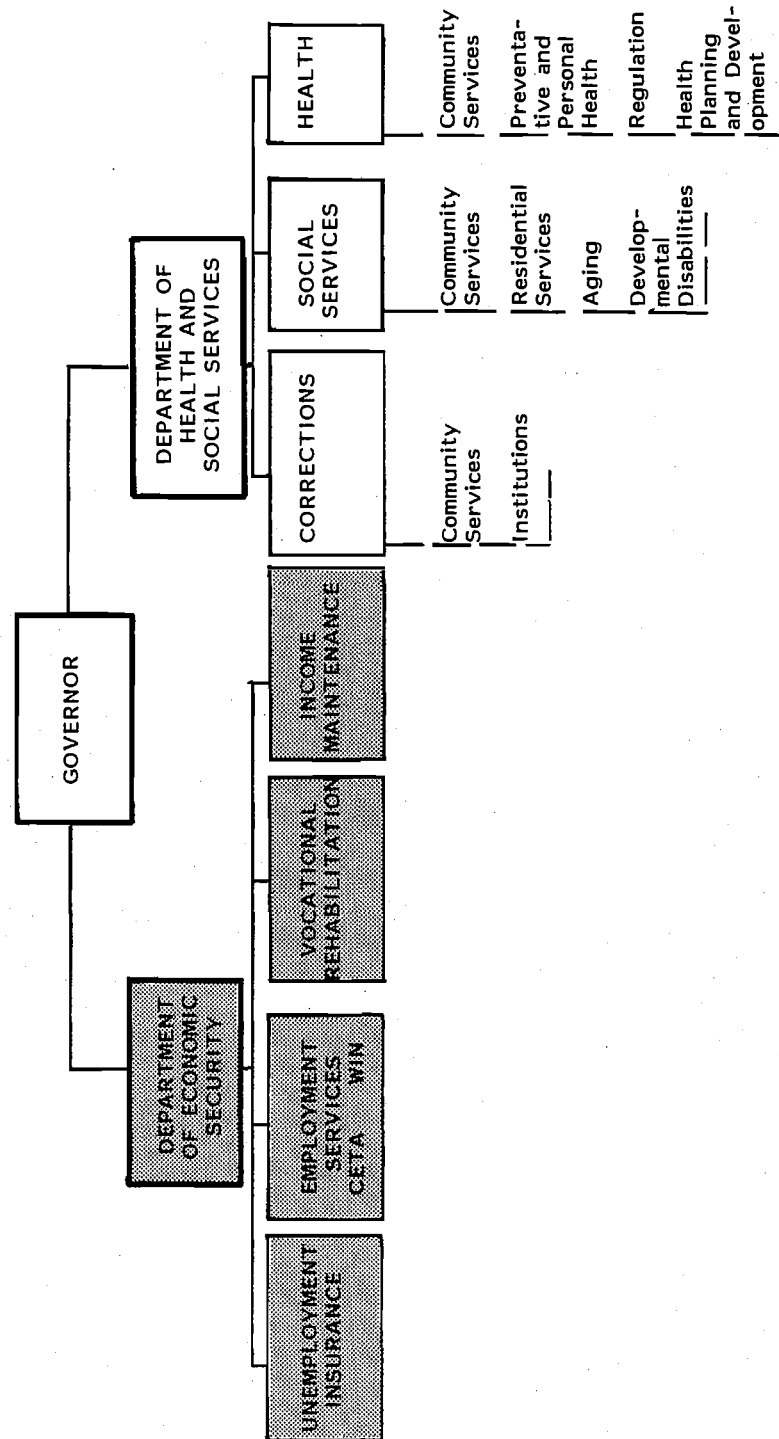 GOVERNOR
DEPARTMENT
OF ECONOMIC
SECURITY
DEPARTMENT OF
HEALTH AND
SOCIAL SERVICES
UNEMPLOYMENT
INSURANCE
EMPLOYMENT
SERVICES
CETA WIN
VOCATIONAL
REHABILITATION
INCOME
MAINTENANCE
CORRECTIONS
SOCIAL
SERVICES
HEALTH
Community
Services
Institutions
Community
Services
Residential
Services
Aging
Develop-
mental
Disabilities
Community
Services
Preventa-
tive and
Personal
Health
Regulation
Health
Planning
and Devel-
opment